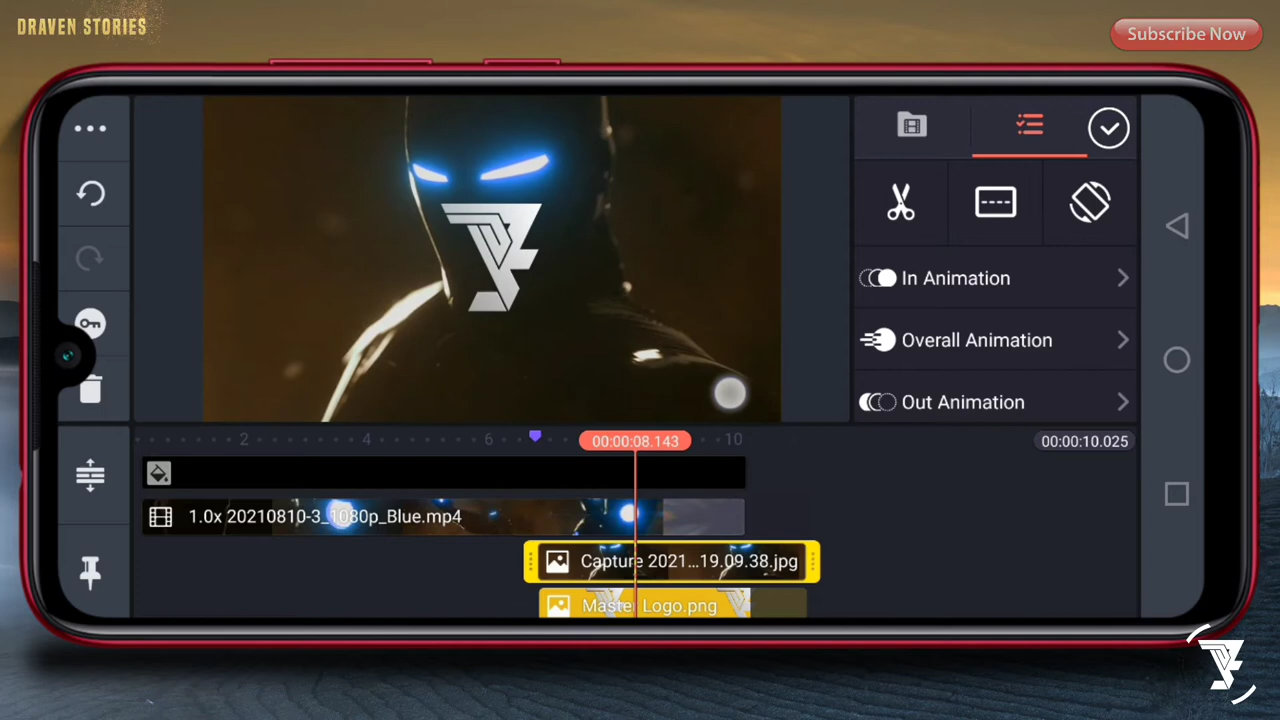 DRAVEN STORIES
Subscribe Now
In Animation
Overall Animation
Out Animation
2 4 6 00:00:08.143 10 00:00:10.025
1.0x 20210810-3_1080p_Blue.mp4
Capture 2021...19.09.38.jpg
Master Logo.png